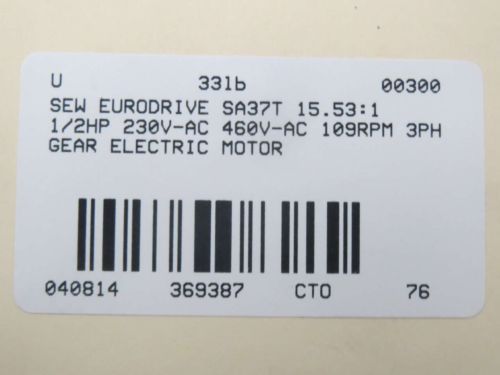 U 33lb 00300
SEW EURODRIVE SA37T 15.53:1
1/2HP 230V-AC 460V-AC 109RPM 3PH
GEAR ELECTRIC MOTOR
040814 369387 CTO 76